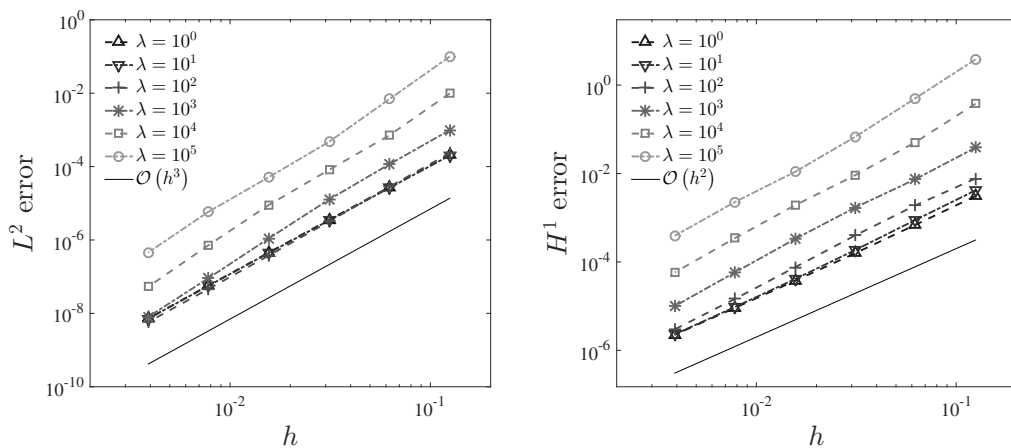 10^0
10^-2
10^-4
10^-6
10^-8
10^-10
L^2 error
λ = 10^0
λ = 10^1
λ = 10^2
λ = 10^3
λ = 10^4
λ = 10^5
O (h^3)
10^-2
10^-1
h
10^0
10^-2
10^-4
10^-6
H^1 error
λ = 10^0
λ = 10^1
λ = 10^2
λ = 10^3
λ = 10^4
λ = 10^5
O (h^2)
10^-2
10^-1
h